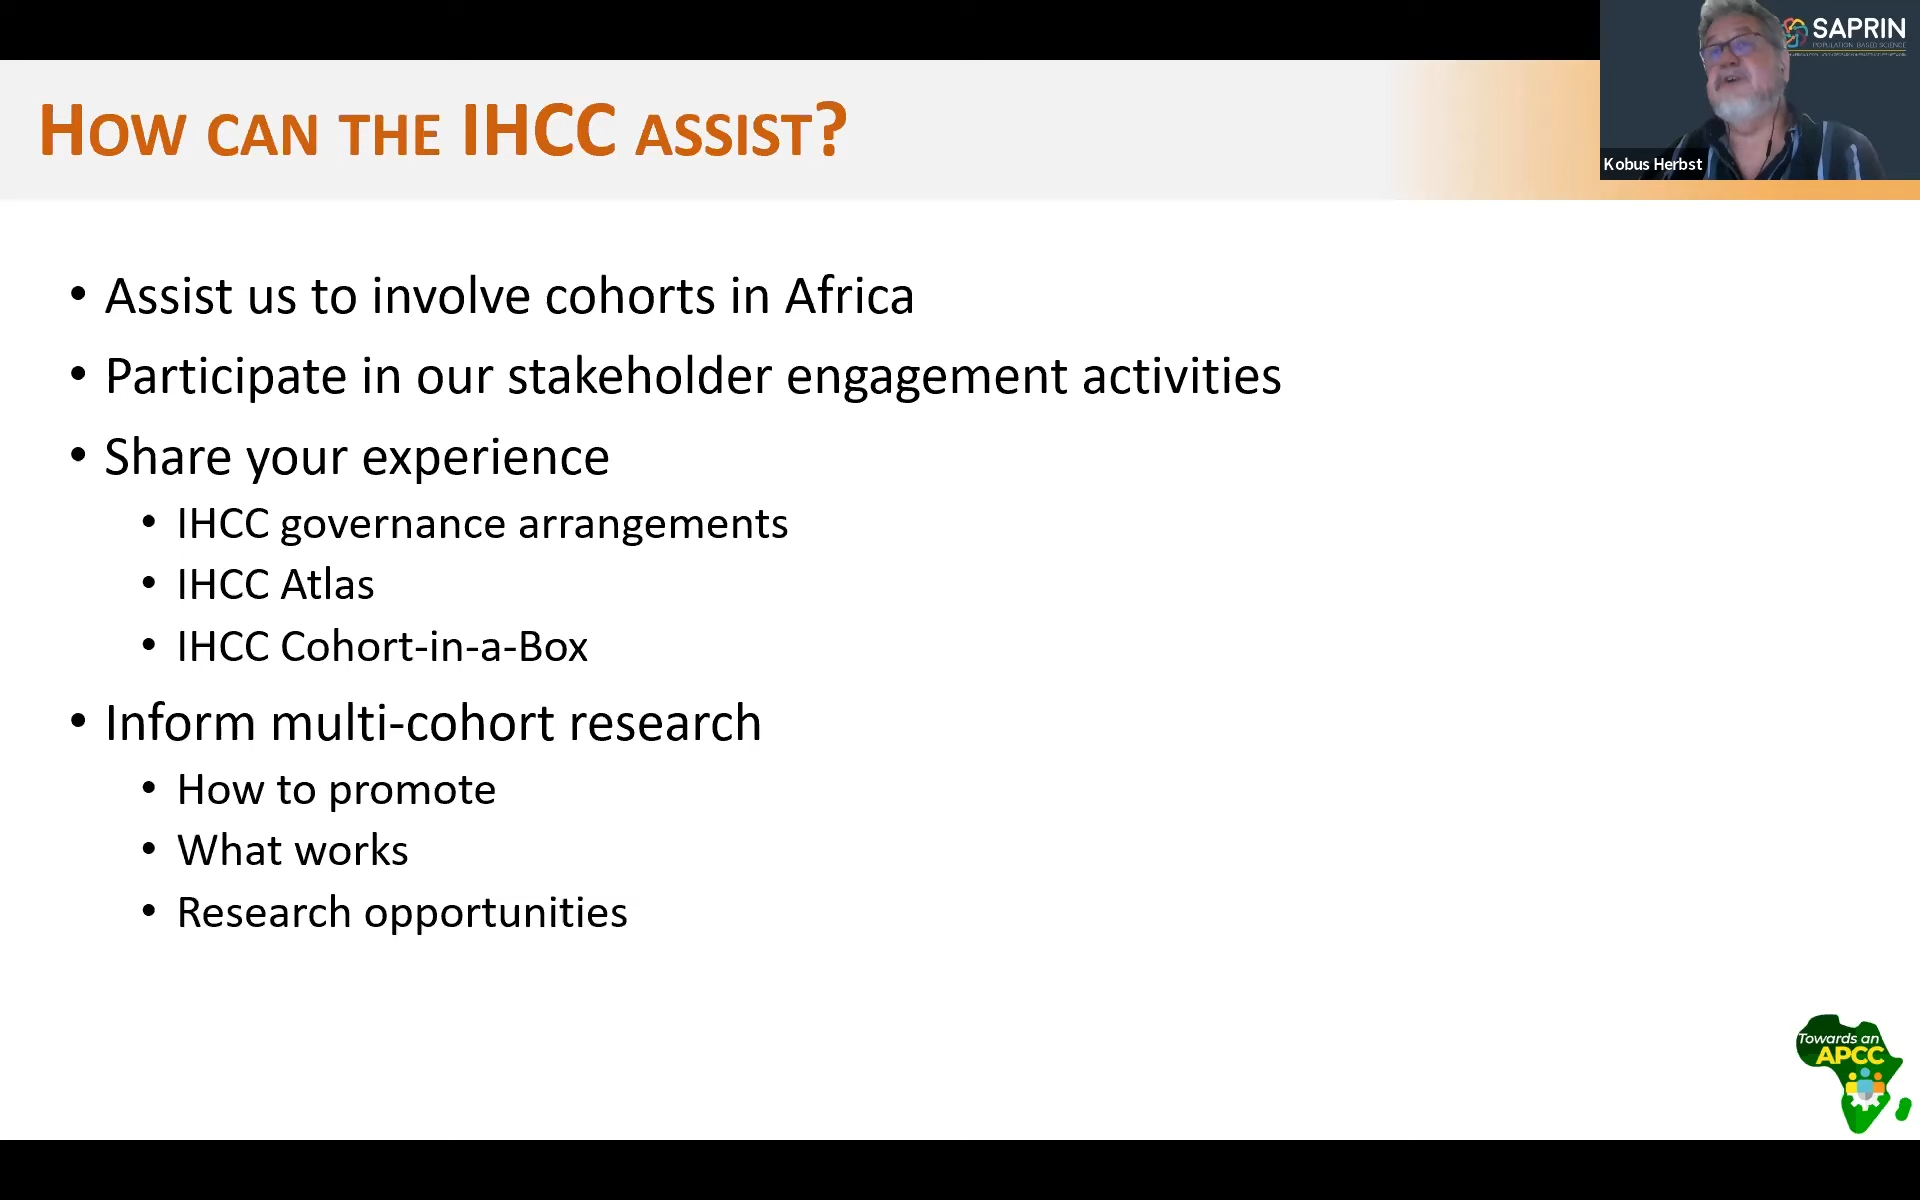 SAPRIN
POPULATION BASED SCIENCE
Kobus Herbst
HOW CAN THE IHCC ASSIST?
• Assist us to involve cohorts in Africa
• Participate in our stakeholder engagement activities
• Share your experience
• IHCC governance arrangements
• IHCC Atlas
• IHCC Cohort-in-a-Box
• Inform multi-cohort research
• How to promote
• What works
• Research opportunities
Towards an
APCC